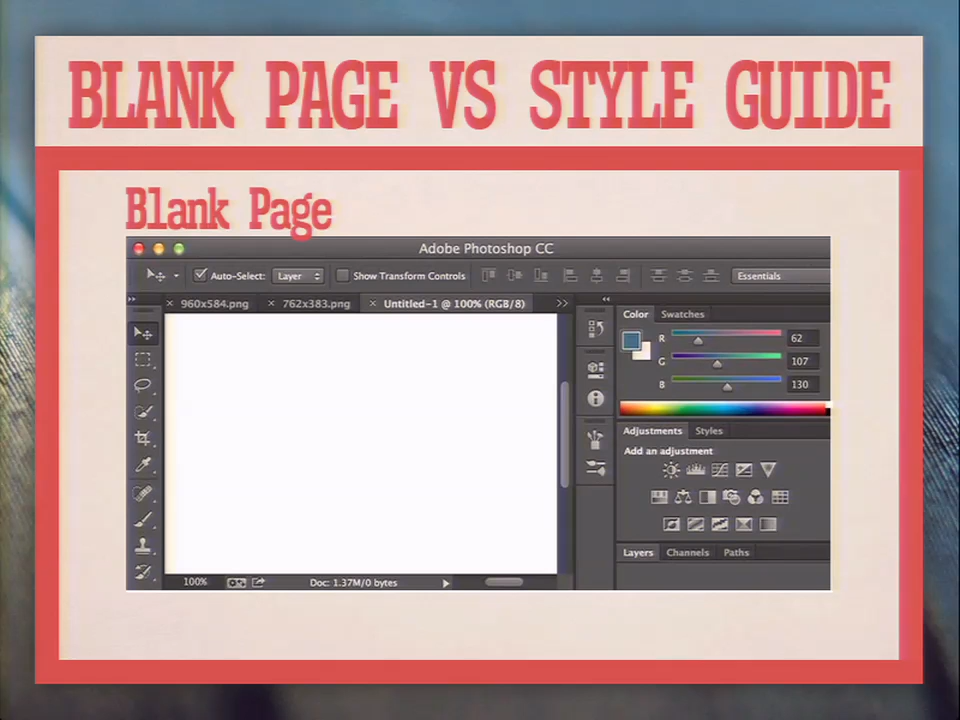 BLANK PAGE VS STYLE GUIDE
Blank Page
Adobe Photoshop CC
Auto-Select: Layer Show Transform Controls Essentials
960x584.png 762x383.png Untitled-1 @ 100% (RGB/8)
Color Swatches
R 62
G 107
B 130
Adjustments Styles
Add an adjustment
Layers Channels Paths
100% Doc: 1.37M/0 bytes